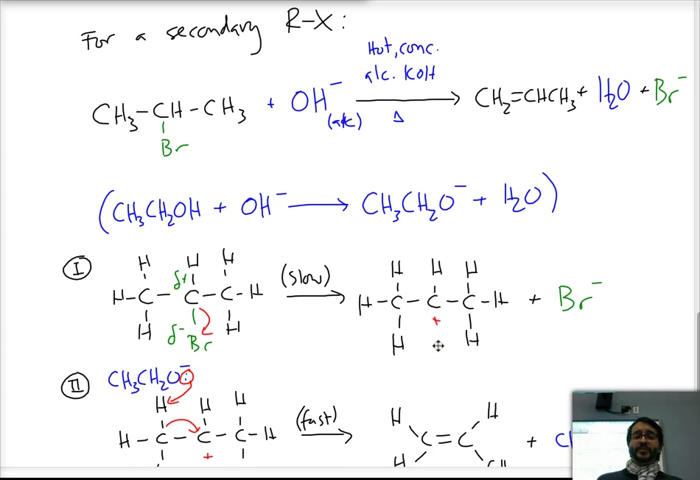 For a secondary R-X:
Hot, conc.
alc. KOH
CH₃-CH-CH₃ + OH⁻ → CH₂=CHCH₃ + H₂O + Br⁻
Br (alc) Δ
(CH₃CH₂OH + OH⁻ → CH₃CH₂O⁻ + H₂O)
I
H H H H H H
δ+
H-C-C-C-H (slow) → H-C-C-C-H + Br⁻
+
H H H H
δ- Br
II CH₃CH₂O:⁻
H H H H H
H-C-C-C-H (fast) → C=C + C
+ H